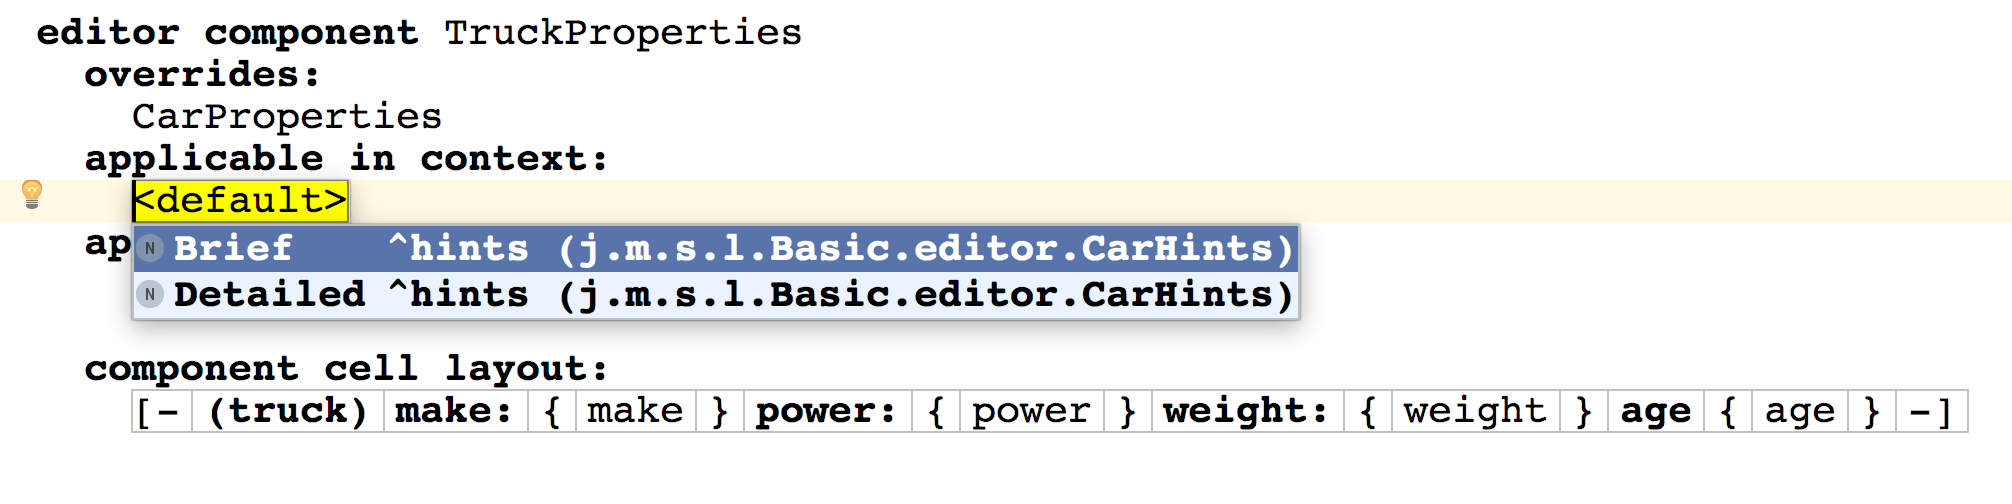 editor component TruckProperties
overrides:
CarProperties
applicable in context:
<default>
ap
N Brief ^hints (j.m.s.l.Basic.editor.CarHints)
N Detailed ^hints (j.m.s.l.Basic.editor.CarHints)
component cell layout:
[- (truck) make: { make } power: { power } weight: { weight } age { age } -]